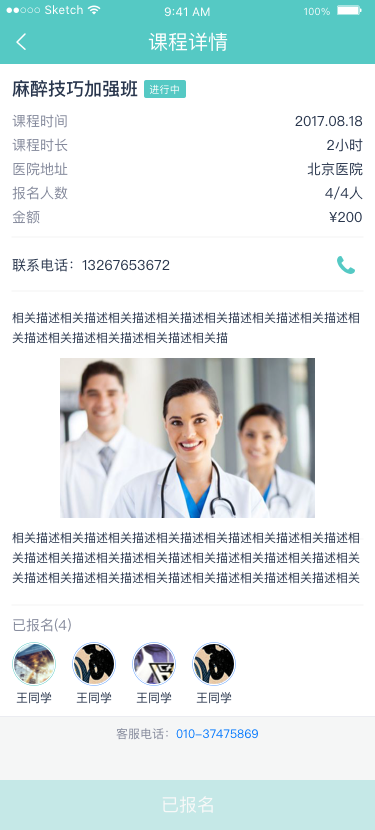 Sketch 9:41 AM 100%
课程详情
麻醉技巧加强班 进行中
课程时间 2017.08.18
课程时长 2小时
医院地址 北京医院
报名人数 4/4人
金额 ¥200
联系电话：13267653672
相关描述相关描述相关描述相关描述相关描述相关描述相关描述相
关描述相关描述相关描述相关描述相关描
相关描述相关描述相关描述相关描述相关描述相关描述相关描述相
关描述相关描述相关描述相关描述相关描述相关描述相关描述相关
关描述相关描述相关描述相关描述相关描述相关描述相关描述相关
已报名(4)
王同学 王同学 王同学 王同学
客服电话：010-37475869
已报名